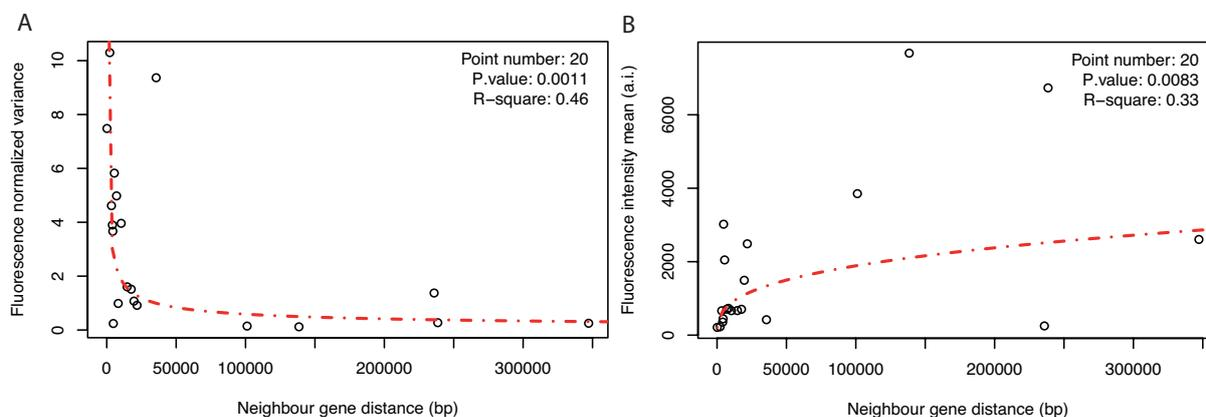 A
Fluorescence normalized variance
10
8
6
4
2
0
Point number: 20
P.value: 0.0011
R−square: 0.46
0 50000 100000 200000 300000
Neighbour gene distance (bp)
B
Fluorescence intensity mean (a.i.)
6000
4000
2000
0
Point number: 20
P.value: 0.0083
R−square: 0.33
0 50000 100000 200000 300000
Neighbour gene distance (bp)